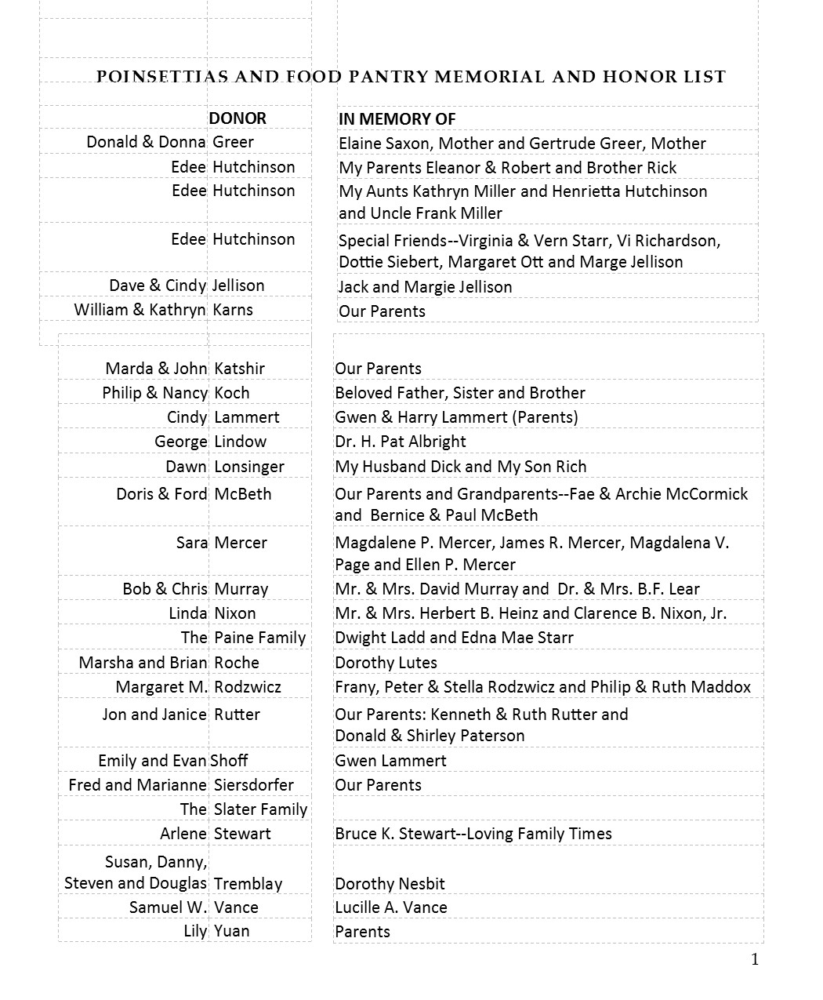 POINSETTIAS AND FOOD PANTRY MEMORIAL AND HONOR LIST
DONOR IN MEMORY OF
Donald & Donna Greer Elaine Saxon, Mother and Gertrude Greer, Mother
Edee Hutchinson My Parents Eleanor & Robert and Brother Rick
Edee Hutchinson My Aunts Kathryn Miller and Henrietta Hutchinson
and Uncle Frank Miller
Edee Hutchinson Special Friends--Virginia & Vern Starr, Vi Richardson,
Dottie Siebert, Margaret Ott and Marge Jellison
Dave & Cindy Jellison Jack and Margie Jellison
William & Kathryn Karns Our Parents
Marda & John Katshir Our Parents
Philip & Nancy Koch Beloved Father, Sister and Brother
Cindy Lammert Gwen & Harry Lammert (Parents)
George Lindow Dr. H. Pat Albright
Dawn Lonsinger My Husband Dick and My Son Rich
Doris & Ford McBeth Our Parents and Grandparents--Fae & Archie McCormick
and Bernice & Paul McBeth
Sara Mercer Magdalene P. Mercer, James R. Mercer, Magdalena V.
Page and Ellen P. Mercer
Bob & Chris Murray Mr. & Mrs. David Murray and Dr. & Mrs. B.F. Lear
Linda Nixon Mr. & Mrs. Herbert B. Heinz and Clarence B. Nixon, Jr.
The Paine Family Dwight Ladd and Edna Mae Starr
Marsha and Brian Roche Dorothy Lutes
Margaret M. Rodzwicz Frany, Peter & Stella Rodzwicz and Philip & Ruth Maddox
Jon and Janice Rutter Our Parents: Kenneth & Ruth Rutter and
Donald & Shirley Paterson
Emily and Evan Shoff Gwen Lammert
Fred and Marianne Siersdorfer Our Parents
The Slater Family
Arlene Stewart Bruce K. Stewart--Loving Family Times
Susan, Danny,
Steven and Douglas Tremblay Dorothy Nesbit
Samuel W. Vance Lucille A. Vance
Lily Yuan Parents
1